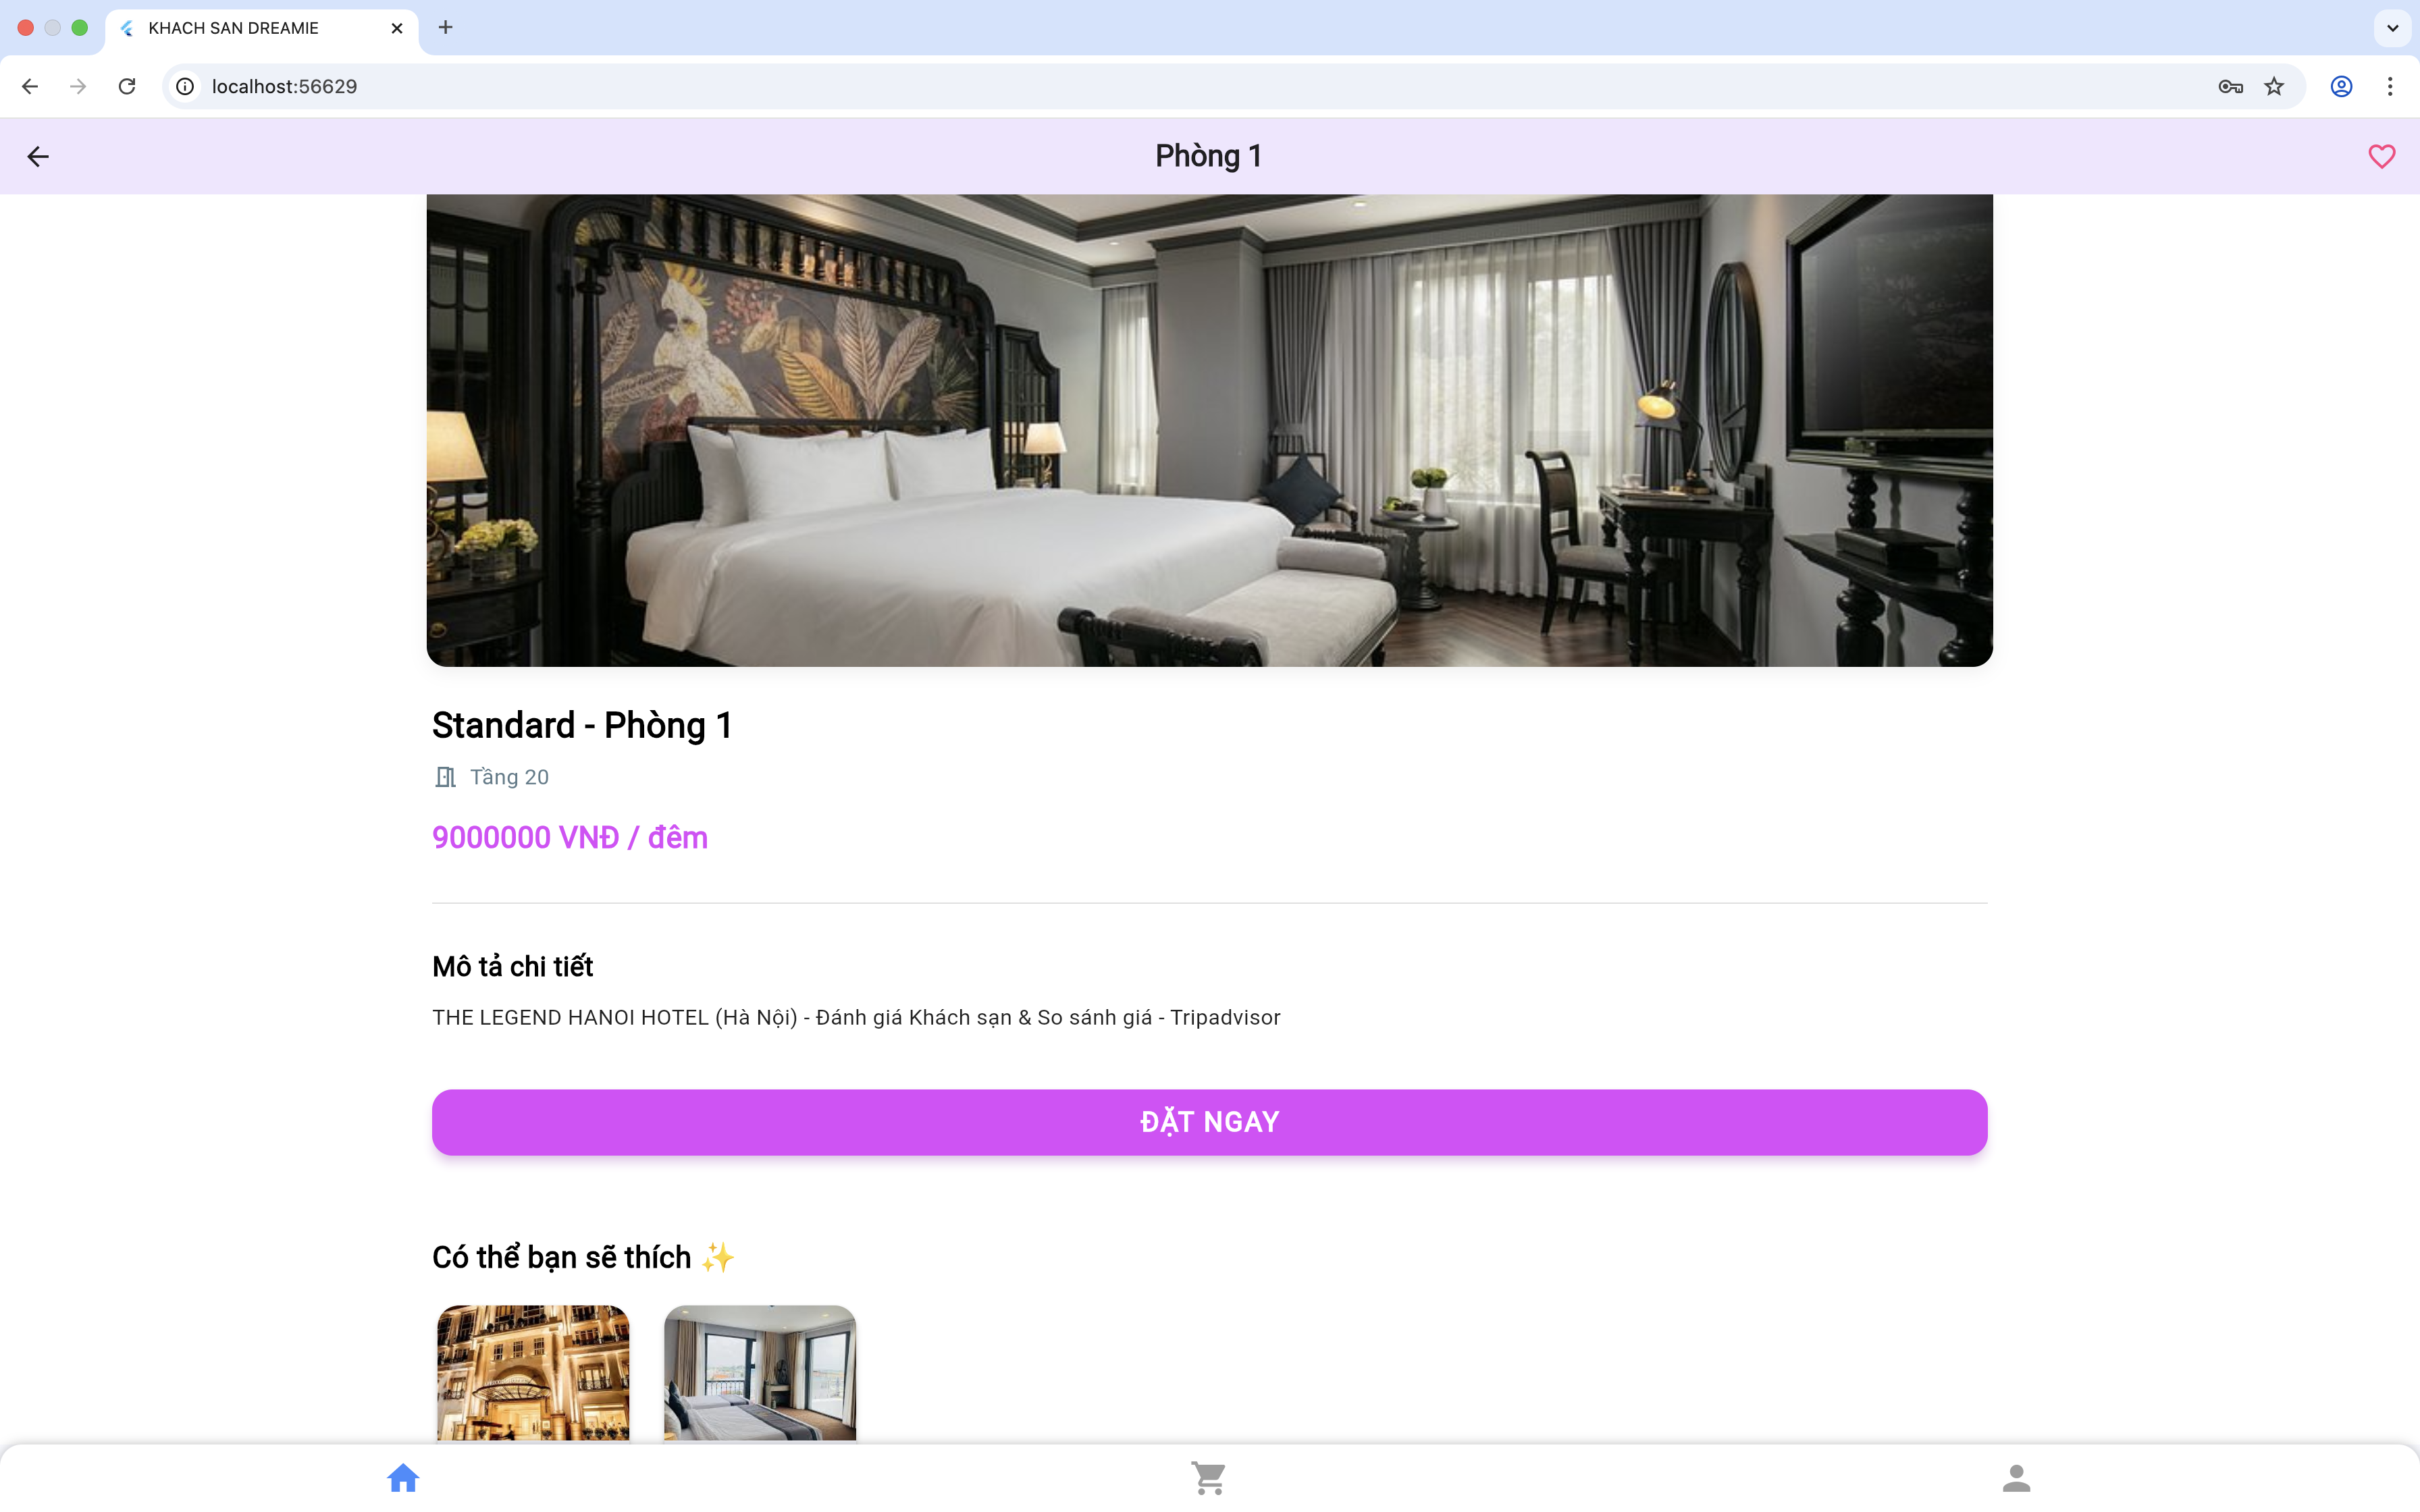 KHACH SAN DREAMIE
localhost:56629
Phòng 1
Standard - Phòng 1
Tầng 20
9000000 VNĐ / đêm
Mô tả chi tiết
THE LEGEND HANOI HOTEL (Hà Nội) - Đánh giá Khách sạn & So sánh giá - Tripadvisor
ĐẶT NGAY
Có thể bạn sẽ thích ✨